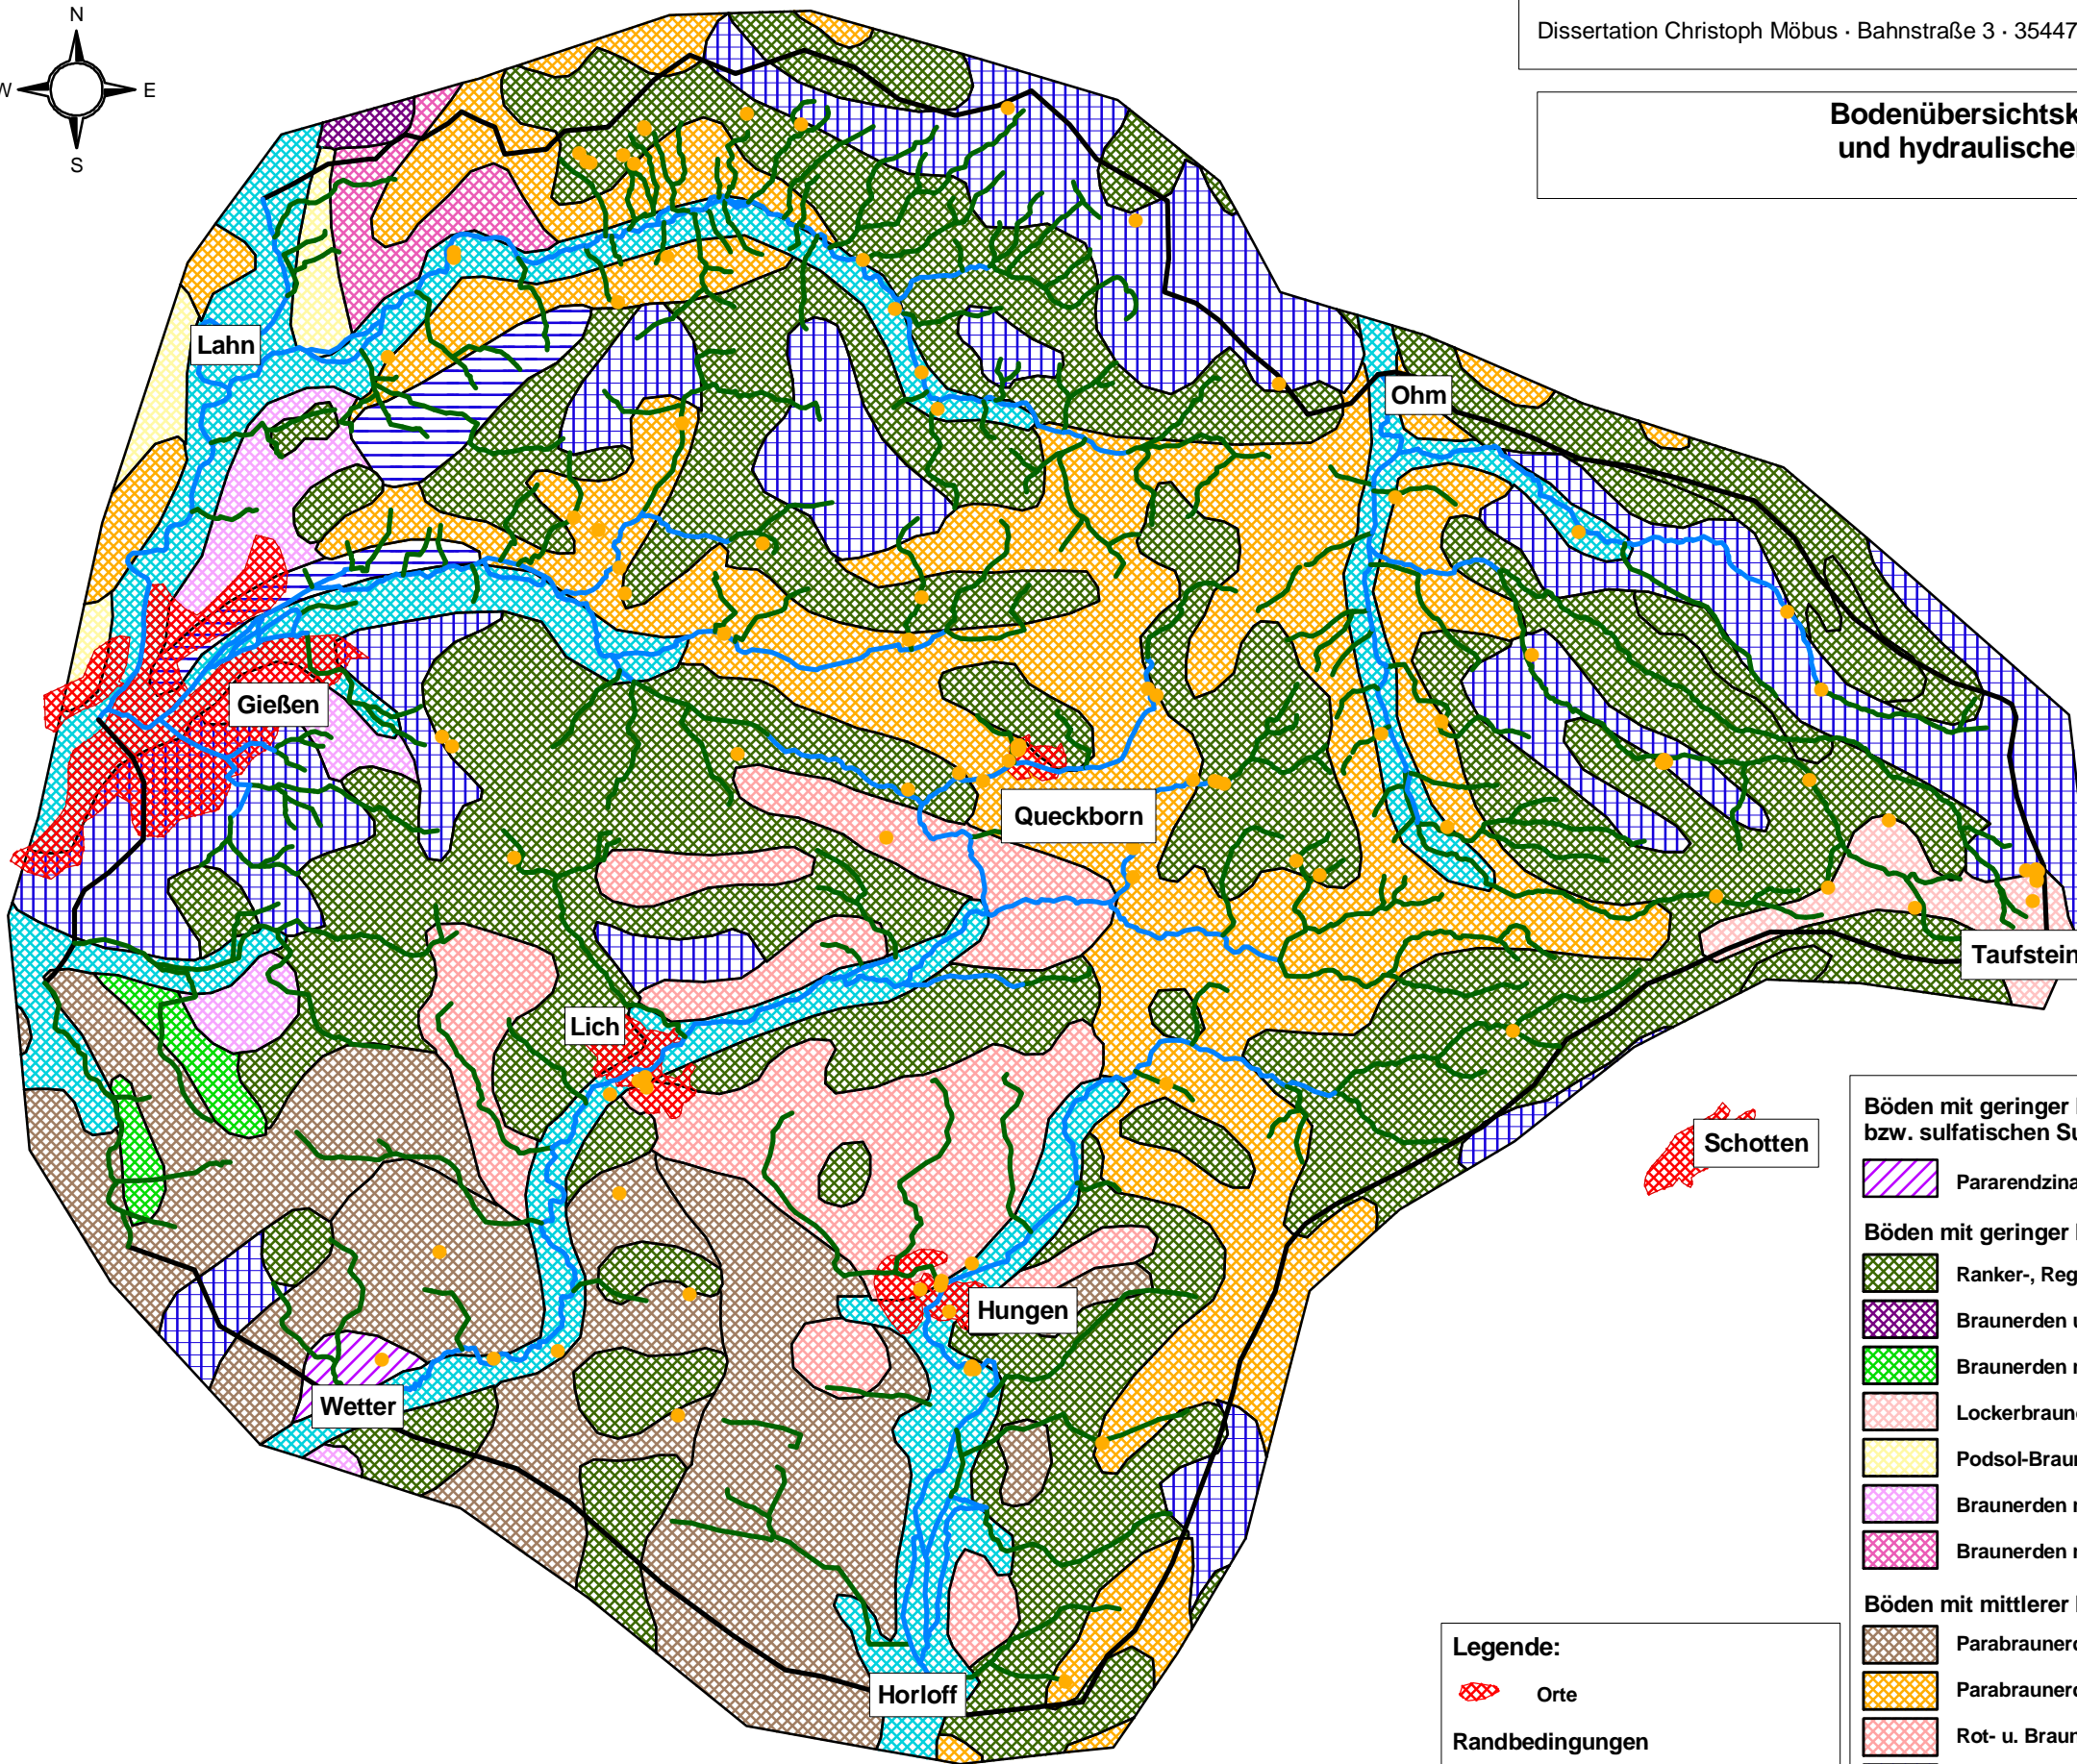 N
W E
S
Dissertation Christoph Möbus · Bahnstraße 3 · 35447
Bodenübersichtsk
und hydraulische
Lahn
Ohm
Gießen
Queckborn
Taufstein
Lich
Schotten
Hungen
Wetter
Horloff
Böden mit geringer
bzw. sulfatischen Su
Pararendzina
Böden mit geringer
Ranker-, Reg
Braunerden u
Braunerden
Lockerbraun
Podsol-Braun
Braunerden
Braunerden
Böden mit mittlerer
Parabraunerd
Parabraunerd
Rot- u. Braun
Legende:
Orte
Randbedingungen